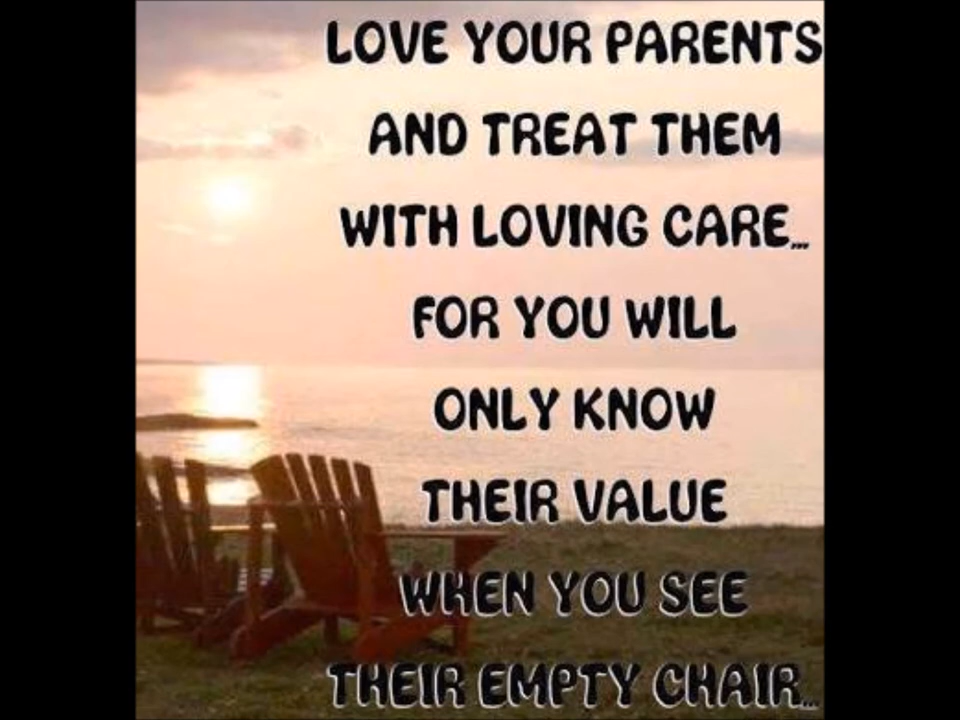 LOVE YOUR PARENTS
AND TREAT THEM
WITH LOVING CARE...
FOR YOU WILL
ONLY KNOW
THEIR VALUE
WHEN YOU SEE
THEIR EMPTY CHAIR...